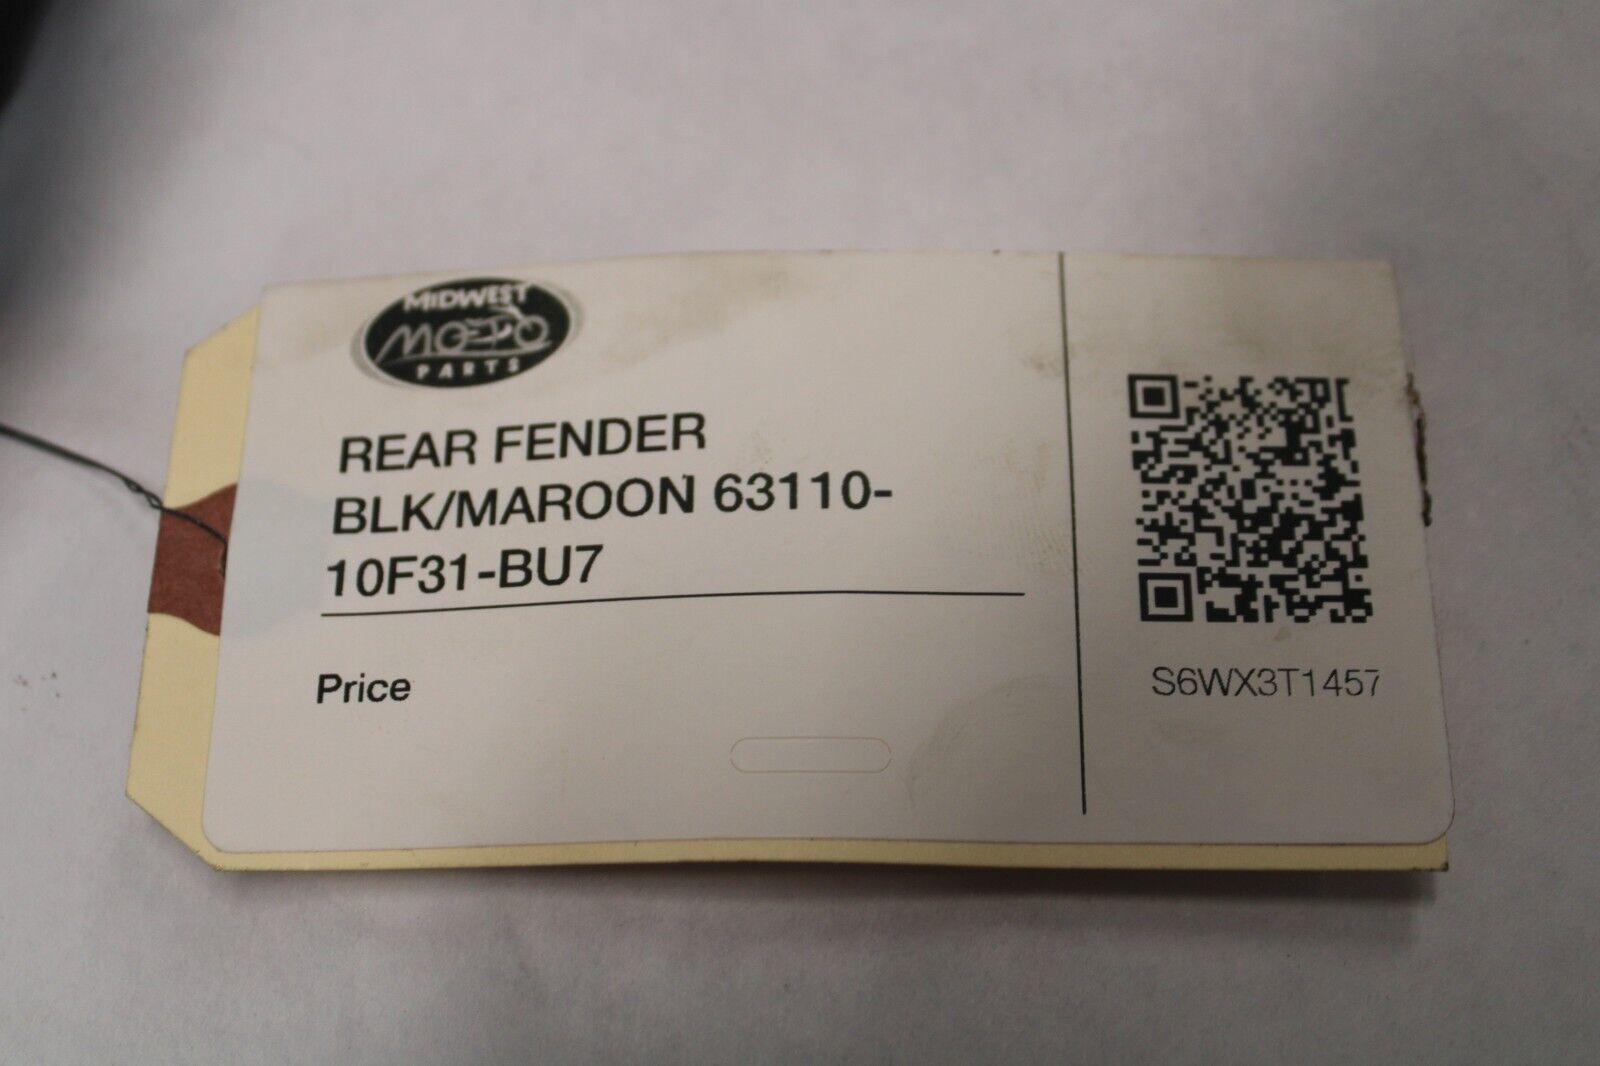 MIDWEST
MOTO
PARTS
REAR FENDER
BLK/MAROON 63110-
10F31-BU7
Price
S6WX3T1457